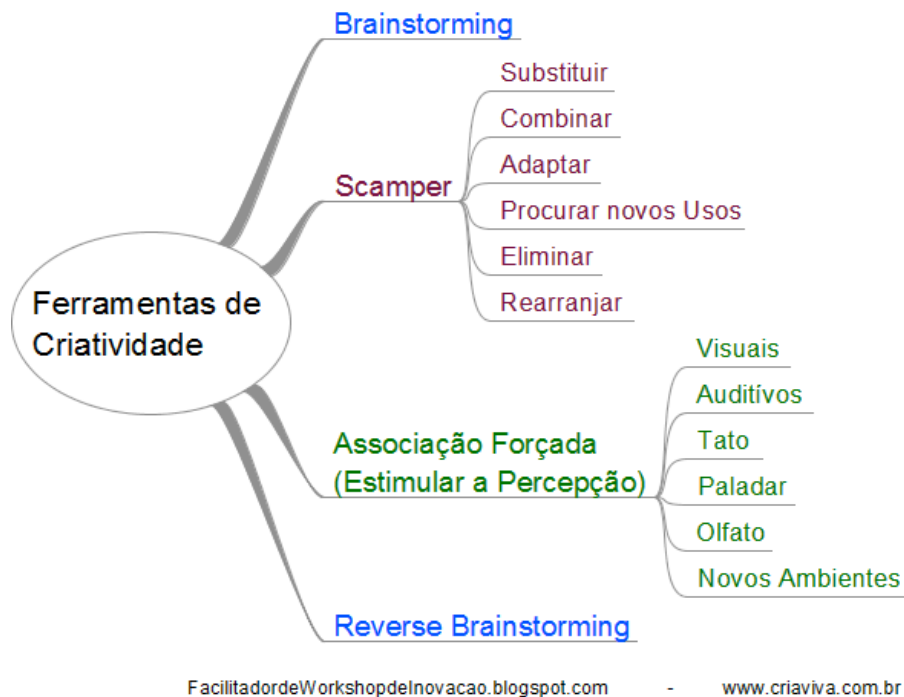 Brainstorming
Scamper
Substituir
Combinar
Adaptar
Procurar novos Usos
Eliminar
Rearranjar
Ferramentas de
Criatividade
Associação Forçada
(Estimular a Percepção)
Visuais
Auditívos
Tato
Paladar
Olfato
Novos Ambientes
Reverse Brainstorming
FacilitadordeWorkshopdeInovacao.blogspot.com - www.criaviva.com.br